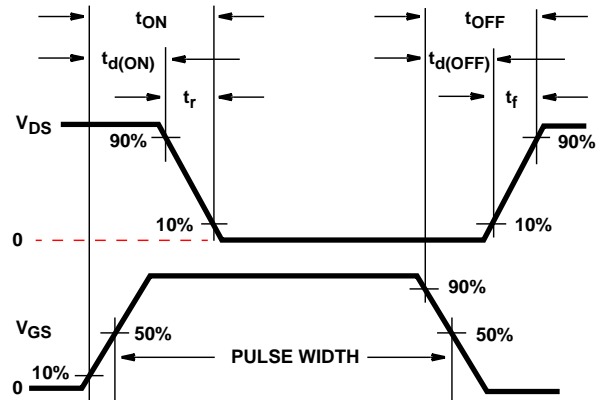 tON tOFF
td(ON) td(OFF)
tr tf
VDS
90% 90%
10% 10%
0
90%
VGS 50% 50%
PULSE WIDTH
10%
0